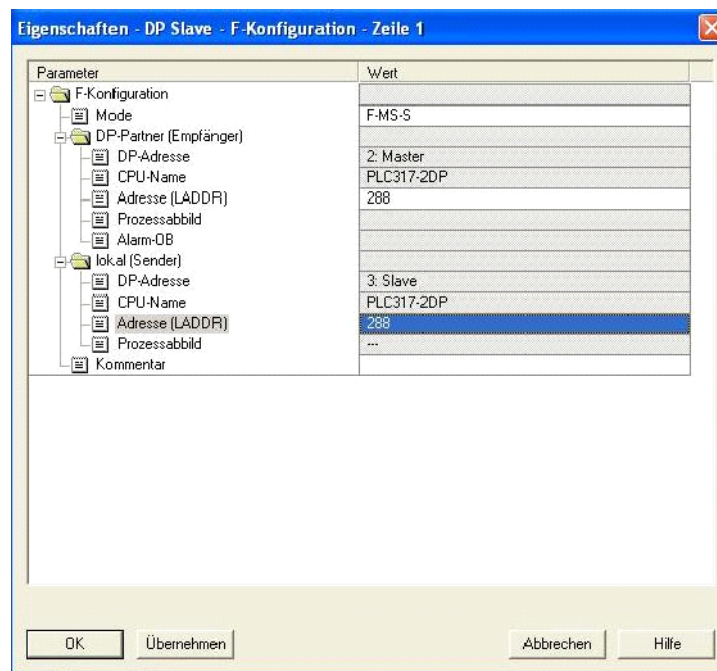 Eigenschaften - DP Slave - F-Konfiguration - Zeile 1
Parameter Wert
F-Konfiguration
Mode F-MS-S
DP-Partner (Empfänger)
DP-Adresse 2: Master
CPU-Name PLC317-2DP
Adresse (LADDR) 288
Prozessabbild
Alarm-OB
lokal (Sender)
DP-Adresse 3: Slave
CPU-Name PLC317-2DP
Adresse (LADDR) 288
Prozessabbild ---
Kommentar
OK Übernehmen Abbrechen Hilfe